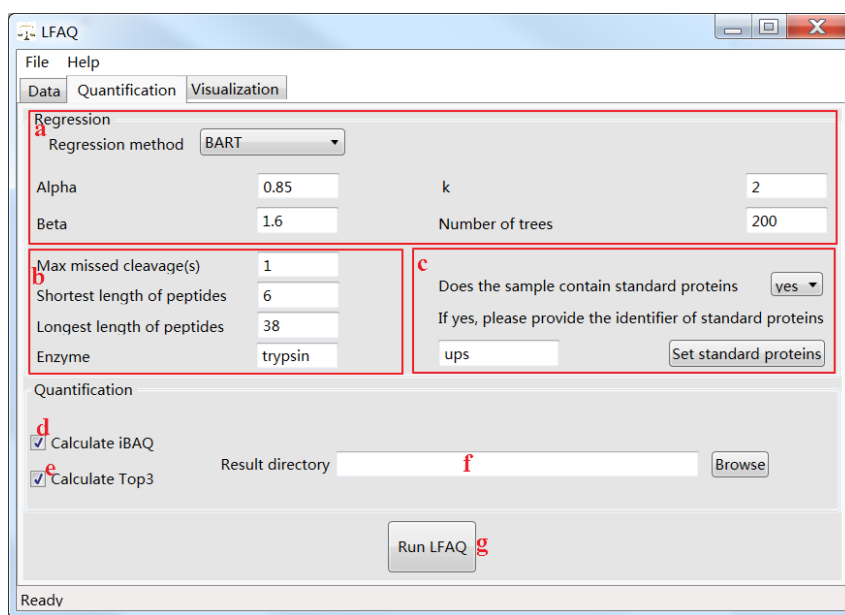 LFAQ
File Help
Data Quantification Visualization
Regression
a
Regression method BART
Alpha 0.85 k 2
Beta 1.6 Number of trees 200
b
Max missed cleavage(s) 1
Shortest length of peptides 6
Longest length of peptides 38
Enzyme trypsin
c
Does the sample contain standard proteins yes
If yes, please provide the identifier of standard proteins
ups Set standard proteins
Quantification
d
Calculate iBAQ
e
Calculate Top3
Result directory f Browse
Run LFAQ g
Ready